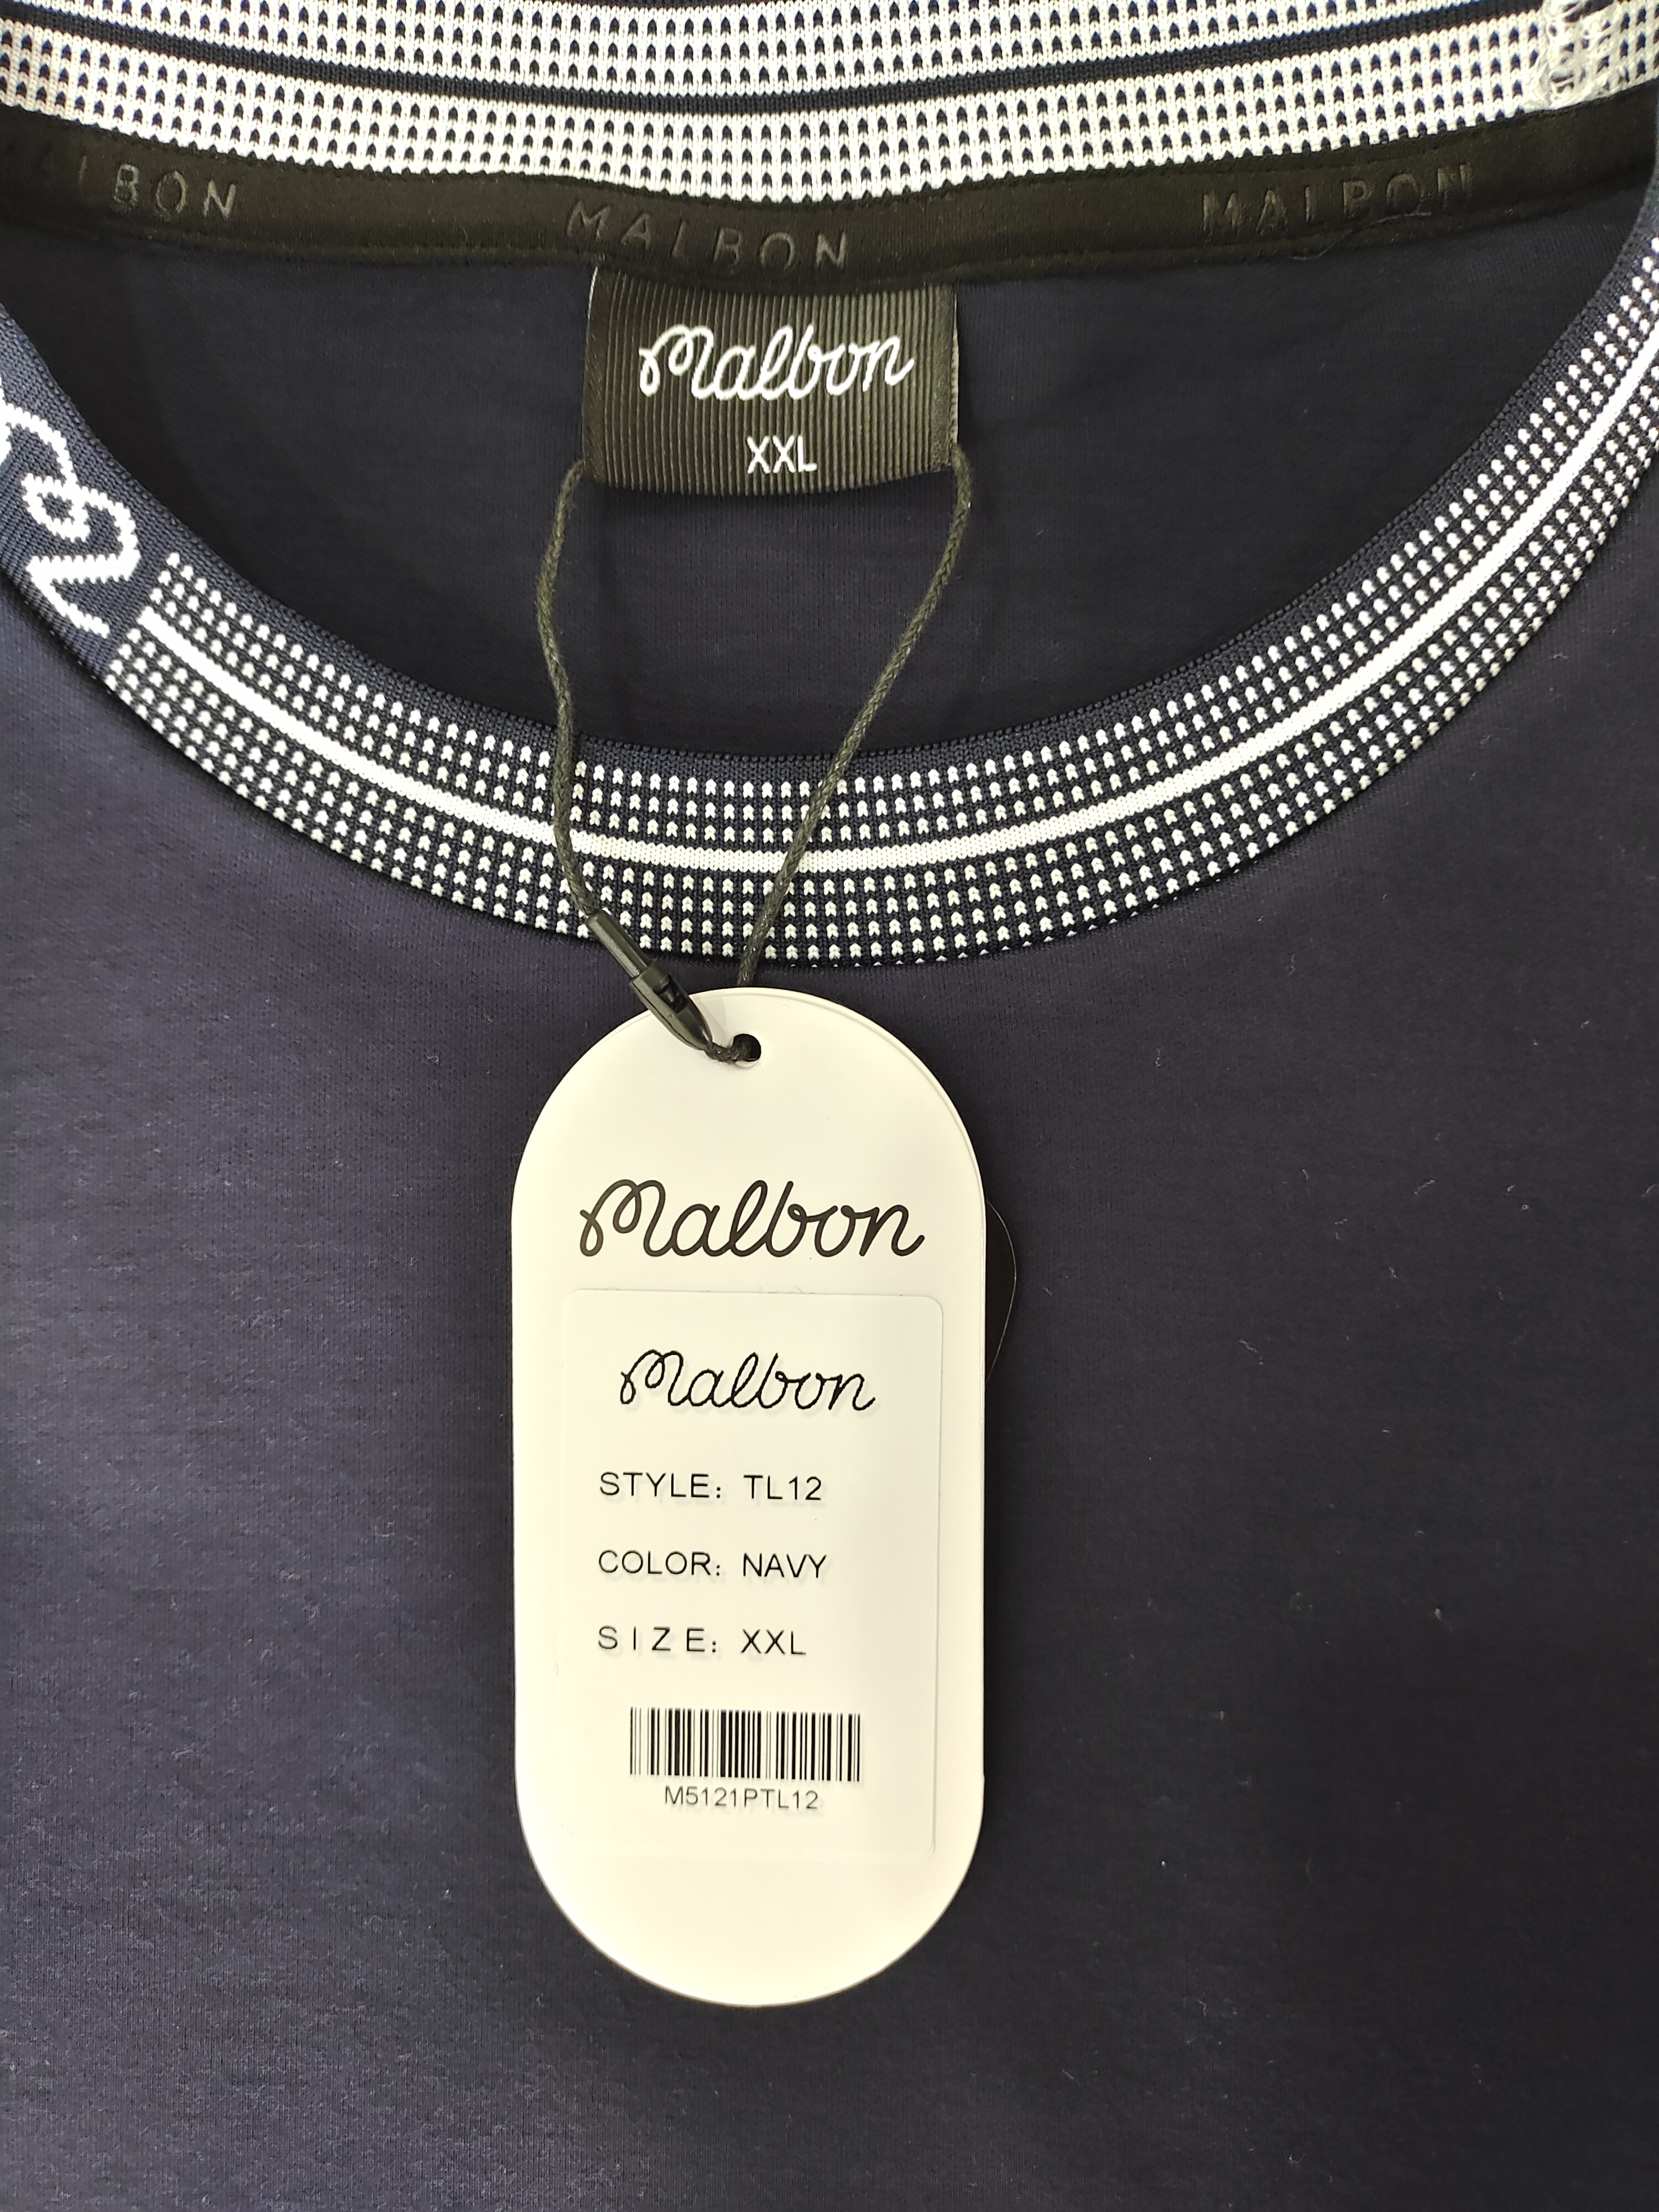 MALBON
MALBON
MALBON
Malbon
XXL
Malbon
Malbon
STYLE: TL12
COLOR: NAVY
SIZE: XXL
M5121PTL12